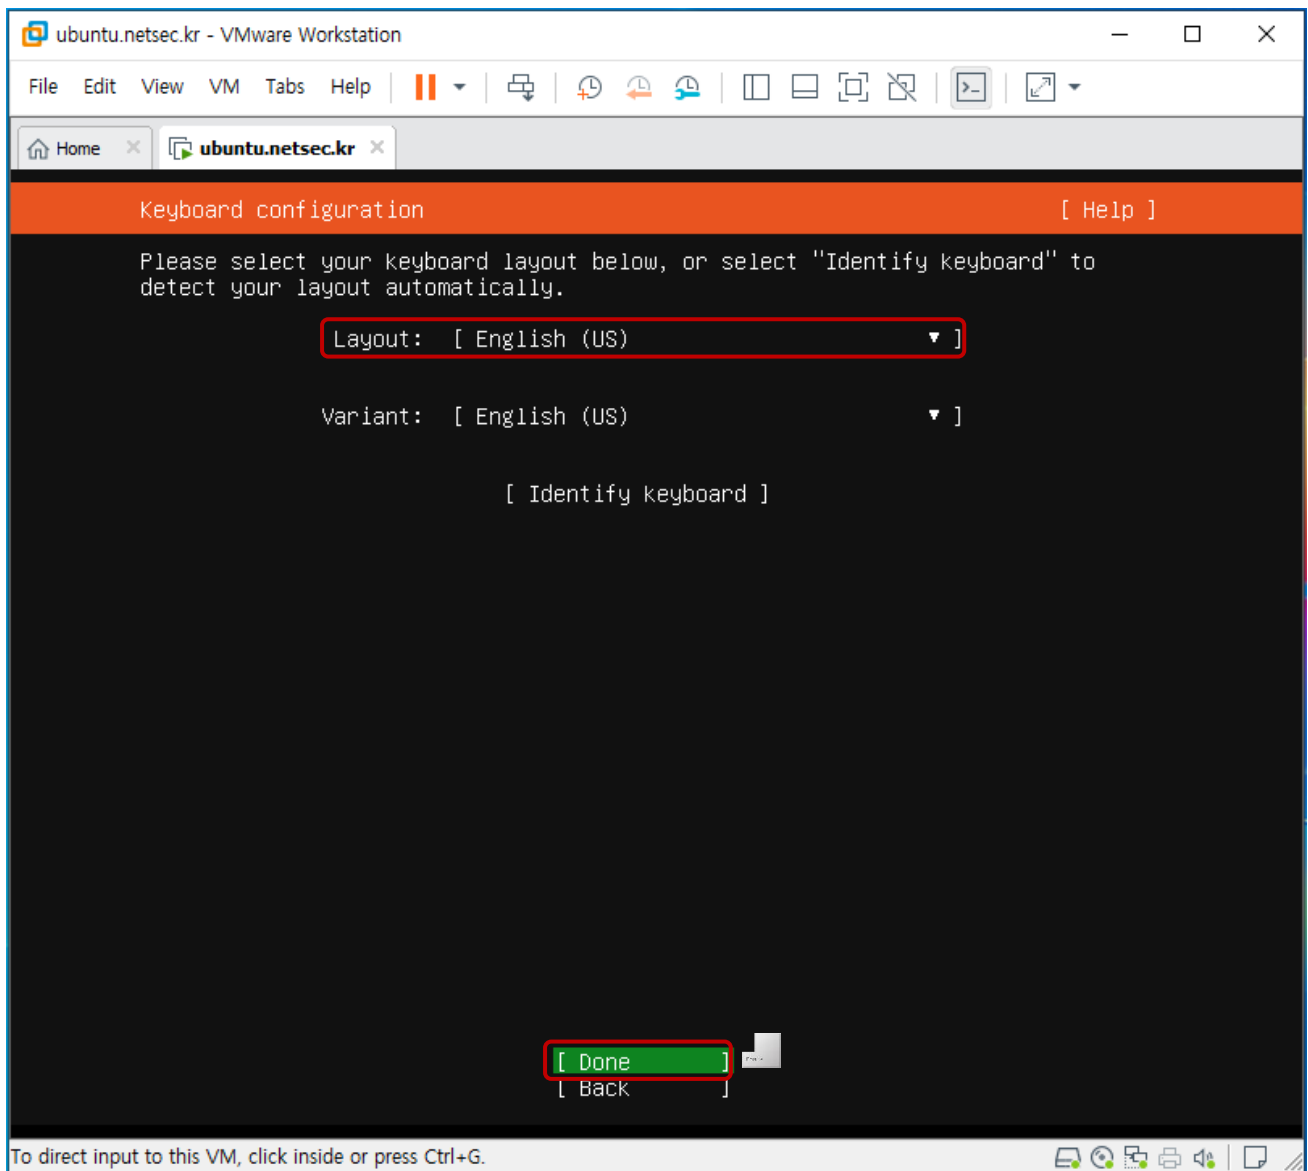 ubuntu.netsec.kr - VMware Workstation
File Edit View VM Tabs Help
Home
ubuntu.netsec.kr
Keyboard configuration [ Help ]
Please select your keyboard layout below, or select "Identify keyboard" to
detect your layout automatically.
Layout: [ English (US) ▼ ]
Variant: [ English (US) ▼ ]
[ Identify keyboard ]
[ Done ]
[ Back ]
To direct input to this VM, click inside or press Ctrl+G.